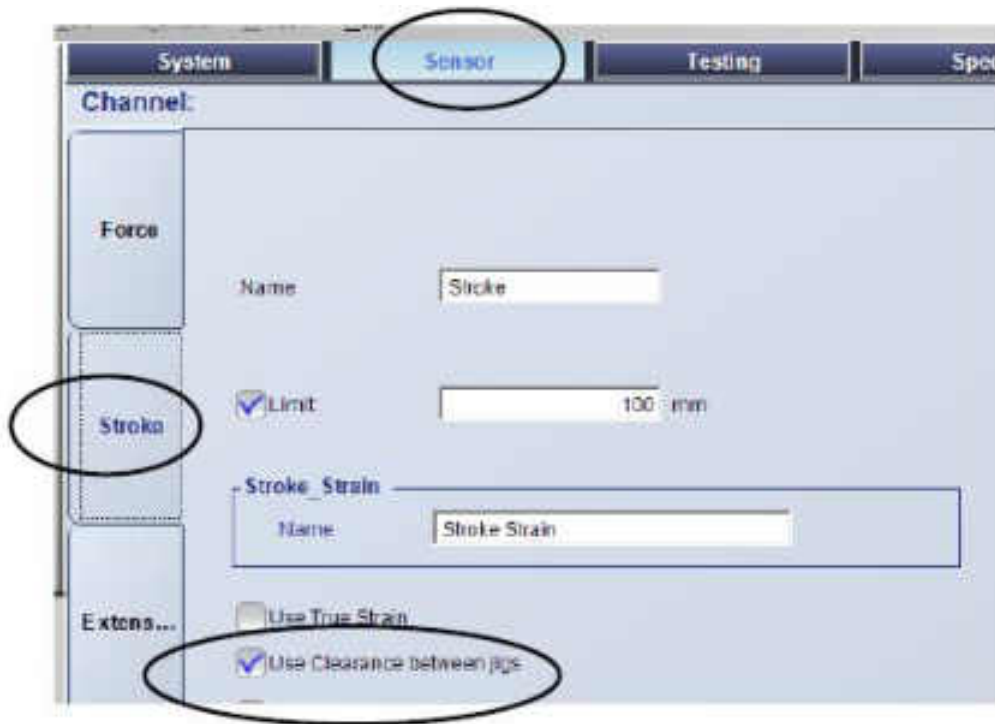 System Sensor Testing Spec
Channel:
Force
Name Stroke
Limit 100 mm
Stroke
Stroke_Strain
Name Stroke Strain
Use True Strain
Extens...
Use Clearance between jigs